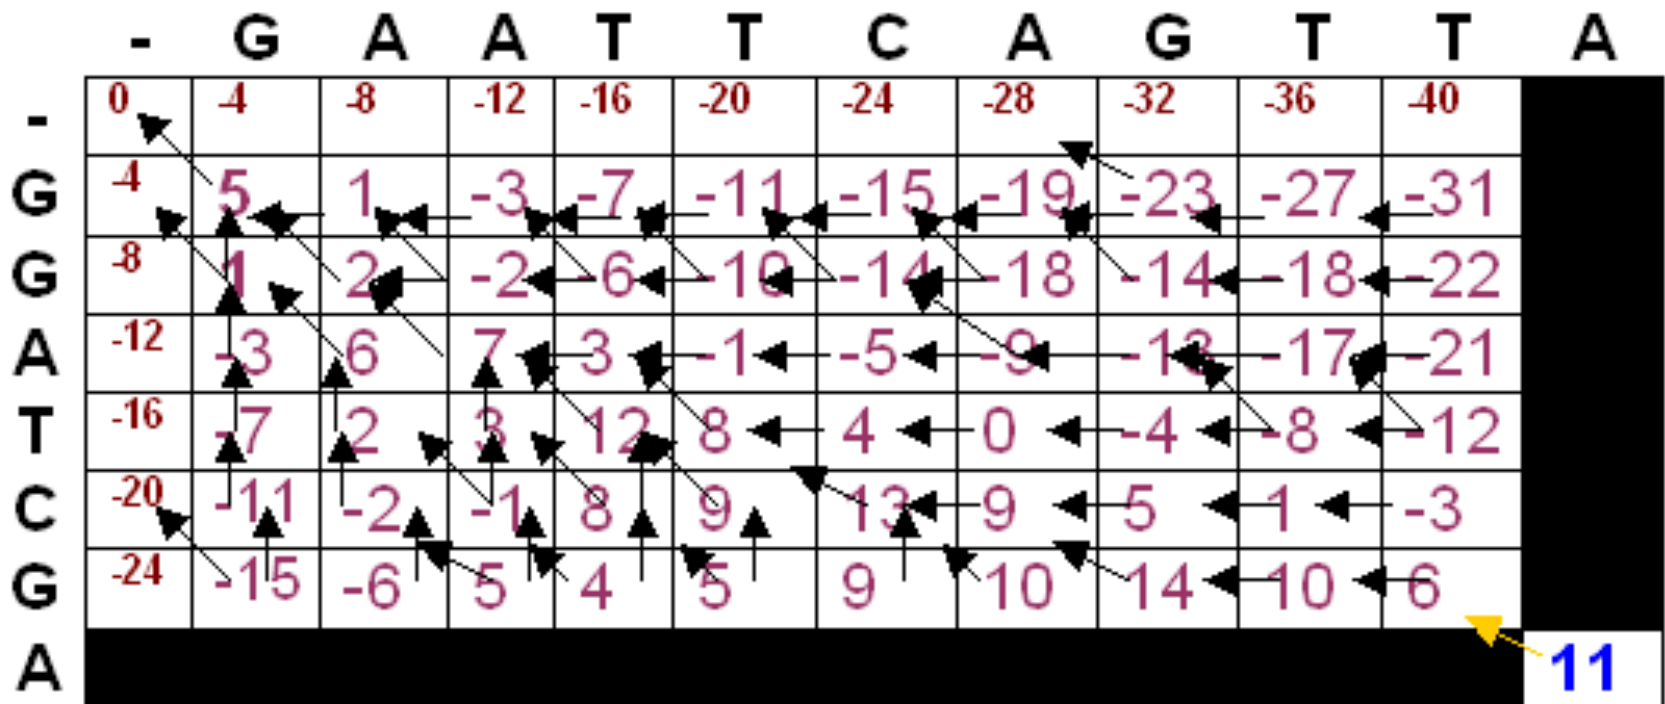 - G A A T T C A G T T A
- 0 -4 -8 -12 -16 -20 -24 -28 -32 -36 -40
G -4 5 1 -3 -7 -11 -15 -19 -23 -27 -31
G -8 1 2 -2 -6 -10 -14 -18 -14 -18 -22
A -12 -3 6 7 3 -1 -5 -9 -13 -17 -21
T -16 -7 2 3 12 8 4 0 -4 -8 -12
C -20 -11 -2 -1 8 9 13 9 5 1 -3
G -24 -15 -6 5 4 5 9 10 14 10 6
A 11